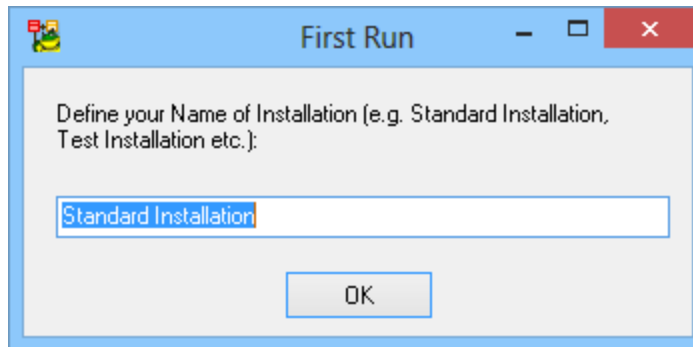 First Run
Define your Name of Installation (e.g. Standard Installation,
Test Installation etc.):
Standard Installation
OK